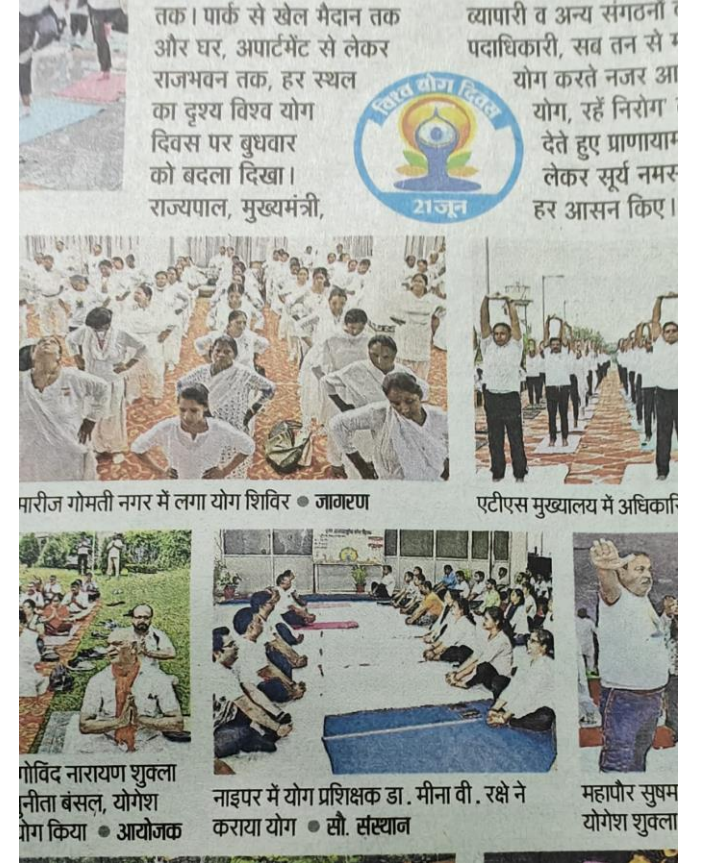 तक। पार्क से खेल मैदान तक
और घर, अपार्टमेंट से लेकर
राजभवन तक, हर स्थल
का दृश्य विश्व योग
दिवस पर बुधवार
को बदला दिखा।
राज्यपाल, मुख्यमंत्री,
विश्व योग दिवस
21 जून
व्यापारी व अन्य संगठनों
पदाधिकारी, सब तन से
योग करते नजर आ
योग, रहें निरोग'
देते हुए प्राणायाम
लेकर सूर्य नमस्
हर आसन किए।
मारीज गोमती नगर में लगा योग शिविर ● जागरण
एटीएस मुख्यालय में अधिकारि
गोविंद नारायण शुक्ला
नीता बंसल, योगेश
योग किया ● आयोजक
नाइपर में योग प्रशिक्षक डा. मीना वी. रक्षे ने
कराया योग ● सौ. संस्थान
महापौर सुषम
योगेश शुक्ला